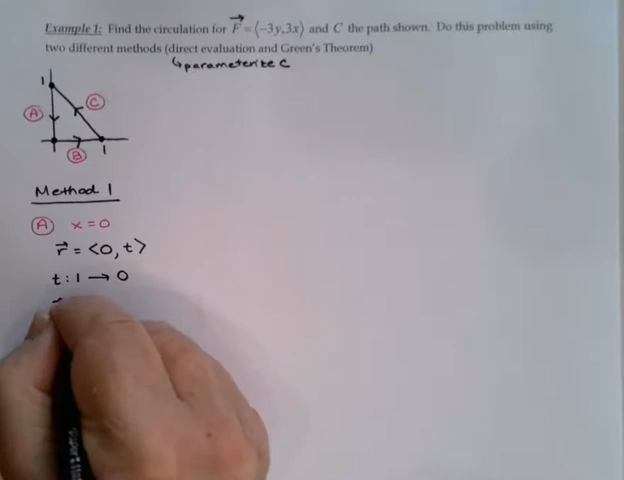 Example 1: Find the circulation for F = ⟨-3y,3x⟩ and C the path shown. Do this problem using
two different methods (direct evaluation and Green's Theorem)
↳parameterize C
1
A
C
B
1
Method 1
A x=0
r = <0, t>
t : 1 → 0